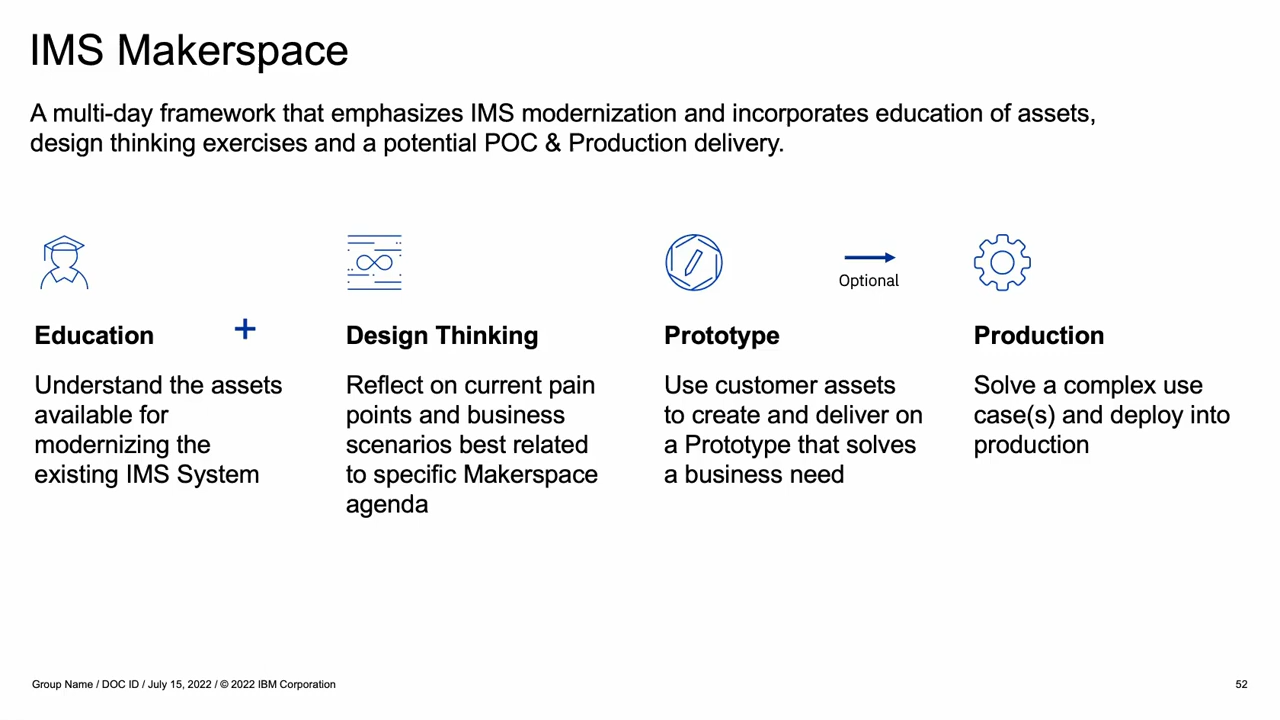 IMS Makerspace
A multi-day framework that emphasizes IMS modernization and incorporates education of assets,
design thinking exercises and a potential POC & Production delivery.
Education
+
Understand the assets
available for
modernizing the
existing IMS System
Design Thinking
Reflect on current pain
points and business
scenarios best related
to specific Makerspace
agenda
Prototype
Use customer assets
to create and deliver on
a Prototype that solves
a business need
Optional
Production
Solve a complex use
case(s) and deploy into
production
Group Name / DOC ID / July 15, 2022 / © 2022 IBM Corporation
52